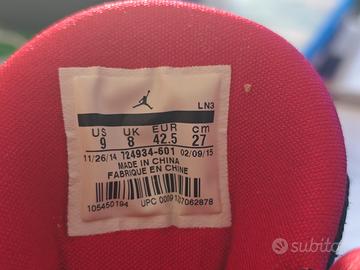 LN3
US UK EUR cm
9 8 42.5 27
11/26/14 724934-601 02/09/15
MADE IN CHINA
FABRIQUE EN CHINE
105450194 UPC
subito